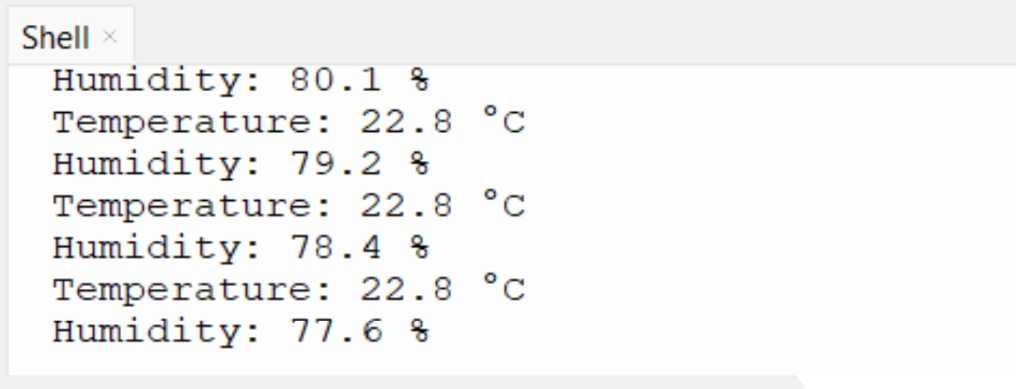 Shell ×
Humidity: 80.1 %
Temperature: 22.8 °C
Humidity: 79.2 %
Temperature: 22.8 °C
Humidity: 78.4 %
Temperature: 22.8 °C
Humidity: 77.6 %